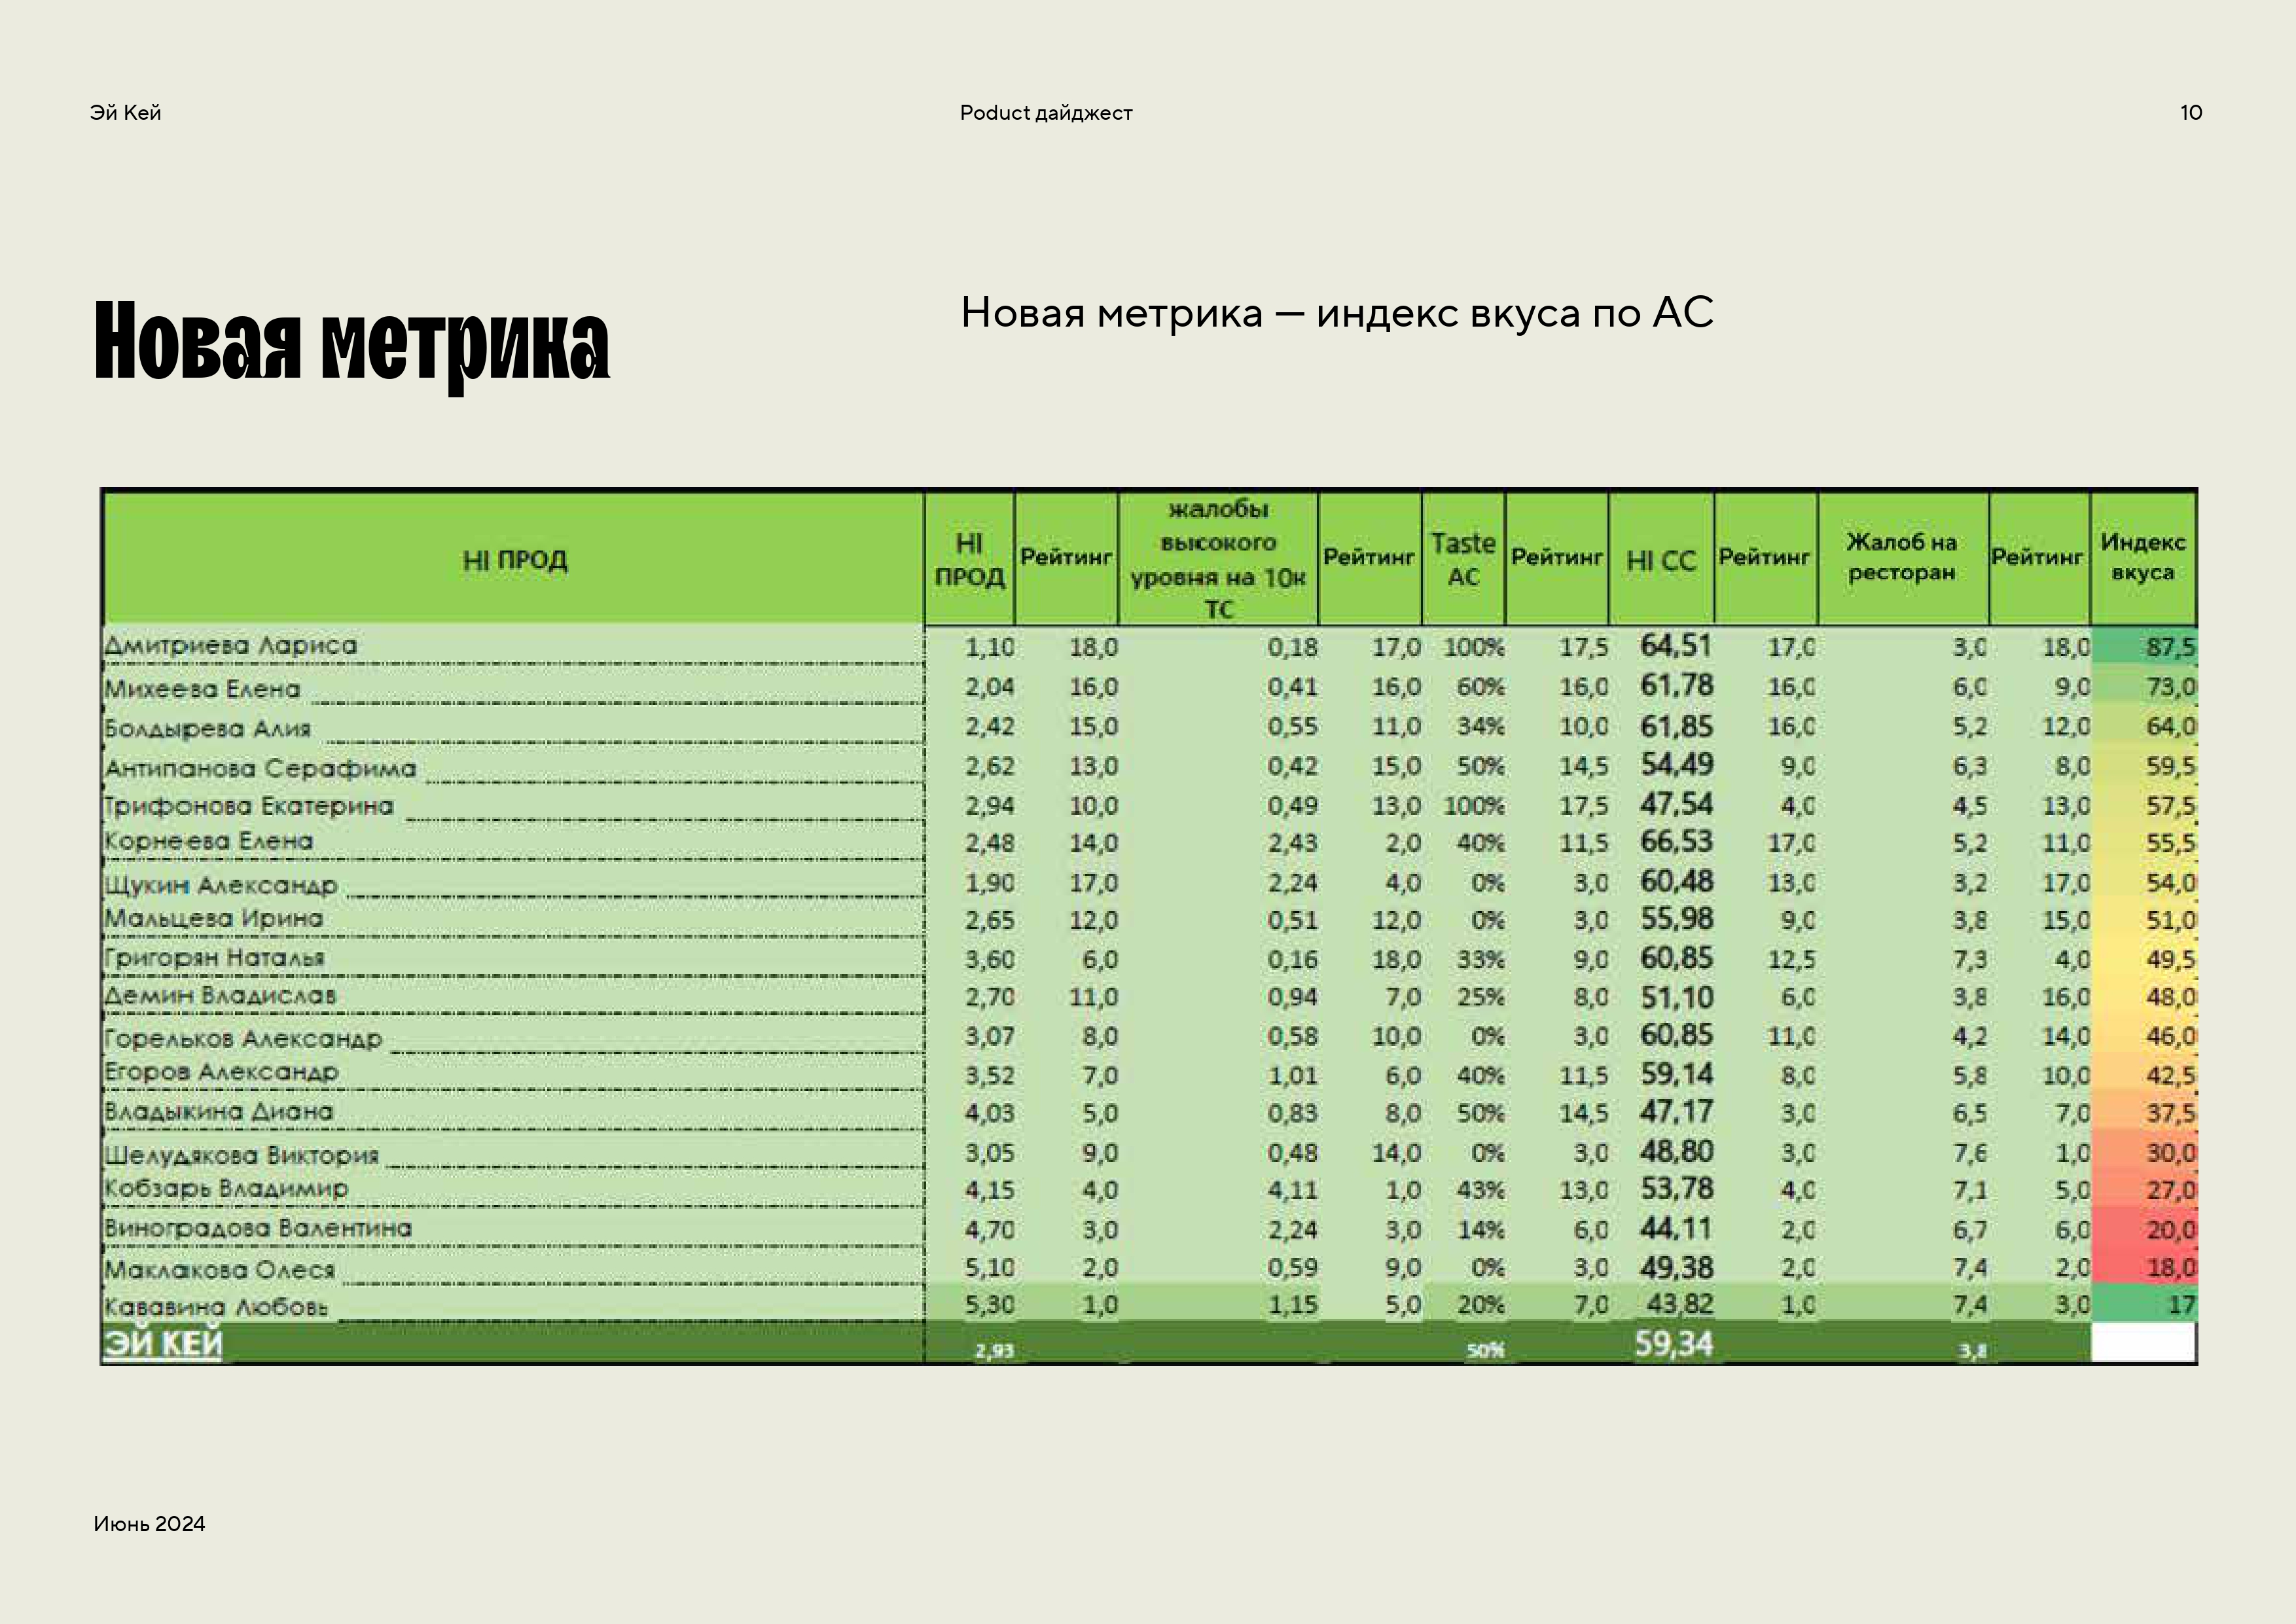 Эй Кей
Poduct дайджест
10
Новая метрика
Новая метрика — индекс вкуса по АС
HI ПРОД HI ПРОД Рейтинг жалобы высокого уровня на 10к ТС Рейтинг Taste АС Рейтинг HI СС Рейтинг Жалоб на ресторан Рейтинг Индекс вкуса
Дмитриева Лариса 1,10 18,0 0,18 17,0 100% 17,5 64,51 17,0 3,0 18,0 87,5
Михеева Елена 2,04 16,0 0,41 16,0 60% 16,0 61,78 16,0 6,0 9,0 73,0
Болдырева Алия 2,42 15,0 0,55 11,0 34% 10,0 61,85 16,0 5,2 12,0 64,0
Антипанова Серафима 2,62 13,0 0,42 15,0 50% 14,5 54,49 9,0 6,3 8,0 59,5
Трифонова Екатерина 2,94 10,0 0,49 13,0 100% 17,5 47,54 4,0 4,5 13,0 57,5
Корнеева Елена 2,48 14,0 2,43 2,0 40% 11,5 66,53 17,0 5,2 11,0 55,5
Щукин Александр 1,90 17,0 2,24 4,0 0% 3,0 60,48 13,0 3,2 17,0 54,0
Мальцева Ирина 2,65 12,0 0,51 12,0 0% 3,0 55,98 9,0 3,8 15,0 51,0
Григорян Наталья 3,60 6,0 0,16 18,0 33% 9,0 60,85 12,5 7,3 4,0 49,5
Демин Владислав 2,70 11,0 0,94 7,0 25% 8,0 51,10 6,0 3,8 16,0 48,0
Горельков Александр 3,07 8,0 0,58 10,0 0% 3,0 60,85 11,0 4,2 14,0 46,0
Егоров Александр 3,52 7,0 1,01 6,0 40% 11,5 59,14 8,0 5,8 10,0 42,5
Владыкина Диана 4,03 5,0 0,83 8,0 50% 14,5 47,17 3,0 6,5 7,0 37,5
Шелудякова Виктория 3,05 9,0 0,48 14,0 0% 3,0 48,80 3,0 7,6 1,0 30,0
Кобзарь Владимир 4,15 4,0 4,11 1,0 43% 13,0 53,78 4,0 7,1 5,0 27,0
Виноградова Валентина 4,70 3,0 2,24 3,0 14% 6,0 44,11 2,0 6,7 6,0 20,0
Маклакова Олеся 5,10 2,0 0,59 9,0 0% 3,0 49,38 2,0 7,4 2,0 18,0
Кававина Любовь 5,30 1,0 1,15 5,0 20% 7,0 43,82 1,0 7,4 3,0 17
ЭЙ КЕЙ 2,93 50% 59,34 3,8
Июнь 2024